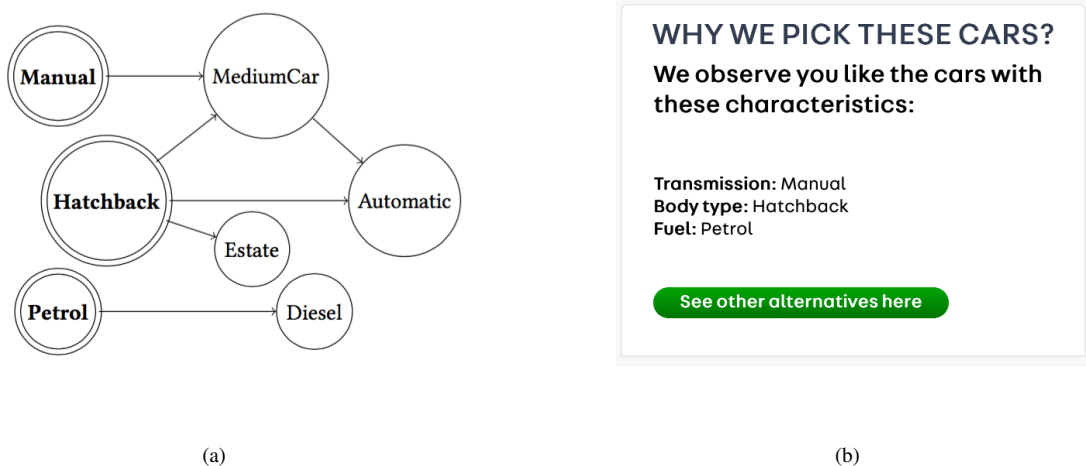 Manual
MediumCar
Hatchback
Automatic
Estate
Petrol
Diesel
(a)
WHY WE PICK THESE CARS?
We observe you like the cars with
these characteristics:
Transmission: Manual
Body type: Hatchback
Fuel: Petrol
See other alternatives here
(b)